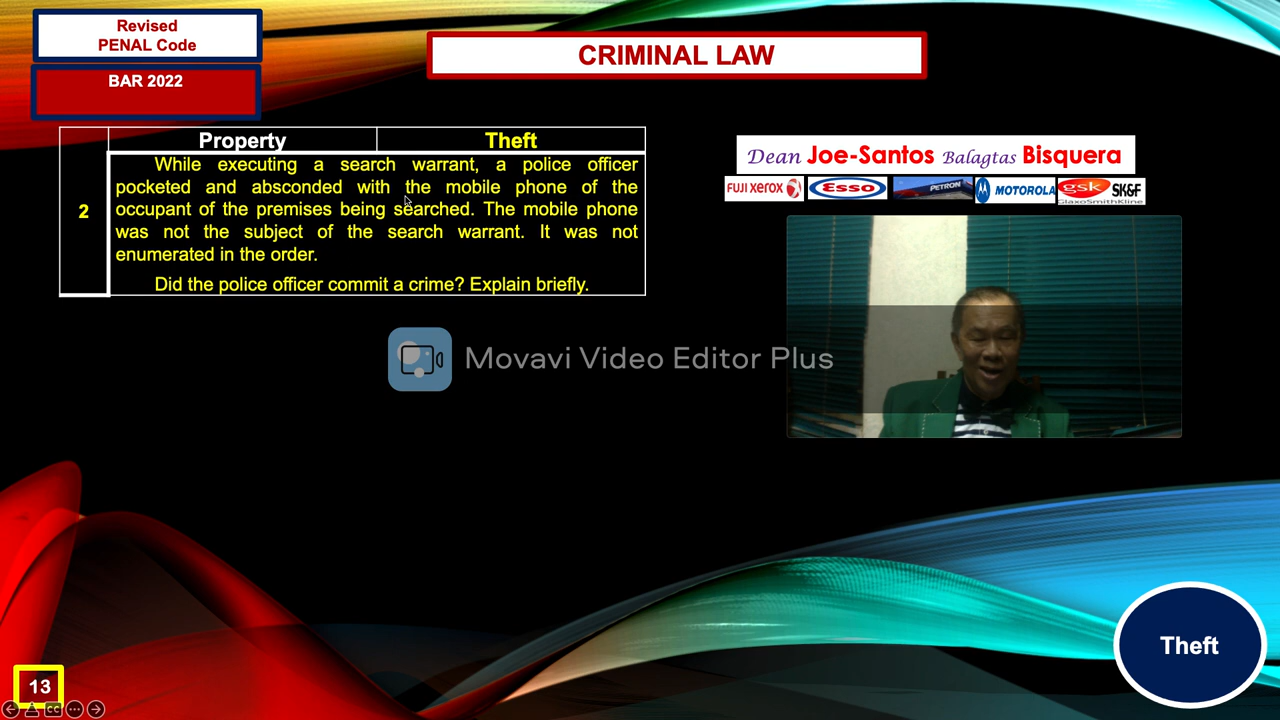 Revised
PENAL Code
BAR 2022
CRIMINAL LAW
Property Theft
2
While executing a search warrant, a police officer
pocketed and absconded with the mobile phone of the
occupant of the premises being searched. The mobile phone
was not the subject of the search warrant. It was not
enumerated in the order.
Did the police officer commit a crime? Explain briefly.
Dean Joe-Santos Balagtas Bisquera
FUJI XEROX
Esso
PETRON
MOTOROLA
gsk SK&F
GlaxoSmithKline
Movavi Video Editor Plus
Theft
13
CC